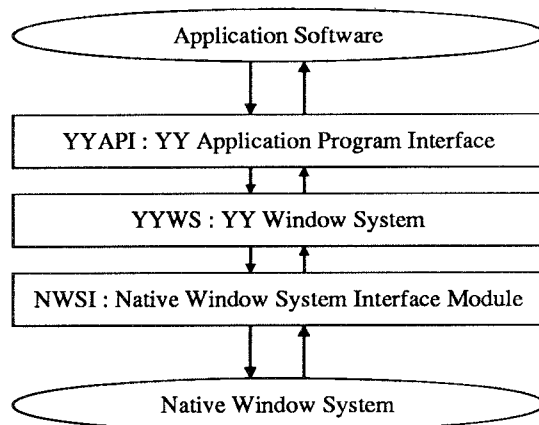 Application Software
YYAPI : YY Application Program Interface
YYWS : YY Window System
NWSI : Native Window System Interface Module
Native Window System